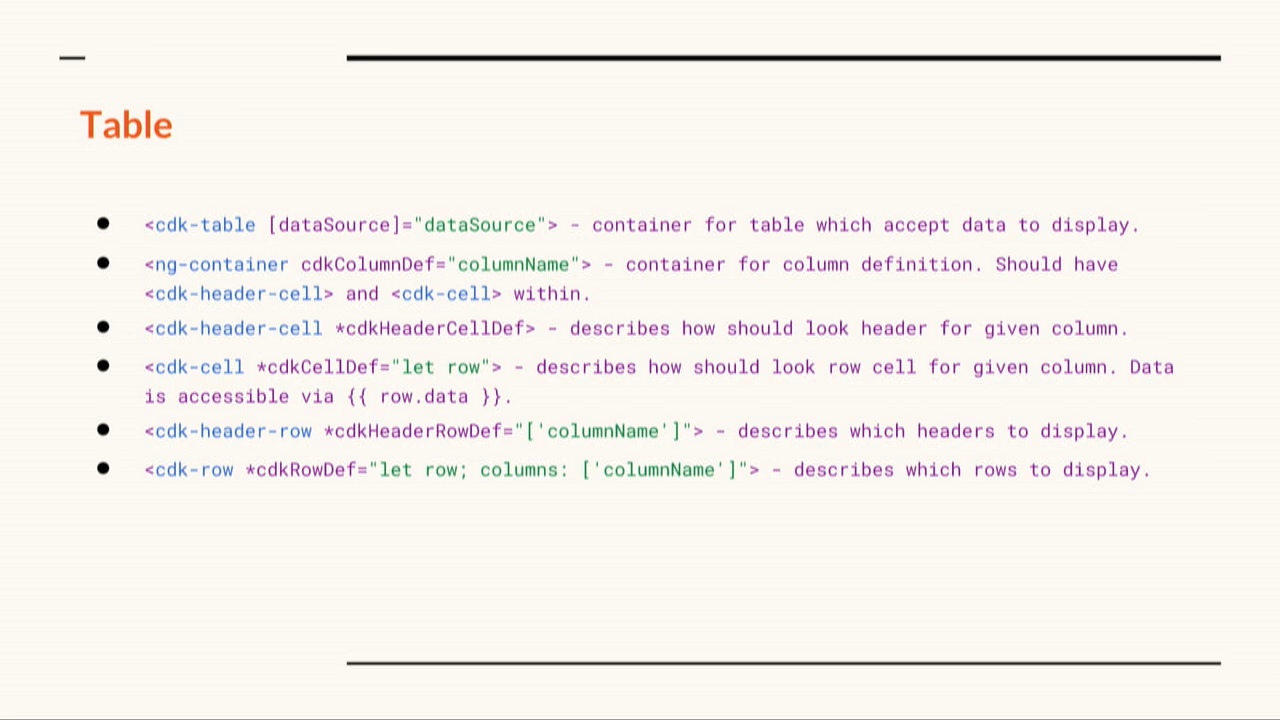 Table
● <cdk-table [dataSource]="dataSource"> - container for table which accept data to display.
● <ng-container cdkColumnDef="columnName"> - container for column definition. Should have
<cdk-header-cell> and <cdk-cell> within.
● <cdk-header-cell *cdkHeaderCellDef> - describes how should look header for given column.
● <cdk-cell *cdkCellDef="let row"> - describes how should look row cell for given column. Data
is accessible via {{ row.data }}.
● <cdk-header-row *cdkHeaderRowDef="['columnName']"> - describes which headers to display.
● <cdk-row *cdkRowDef="let row; columns: ['columnName']"> - describes which rows to display.